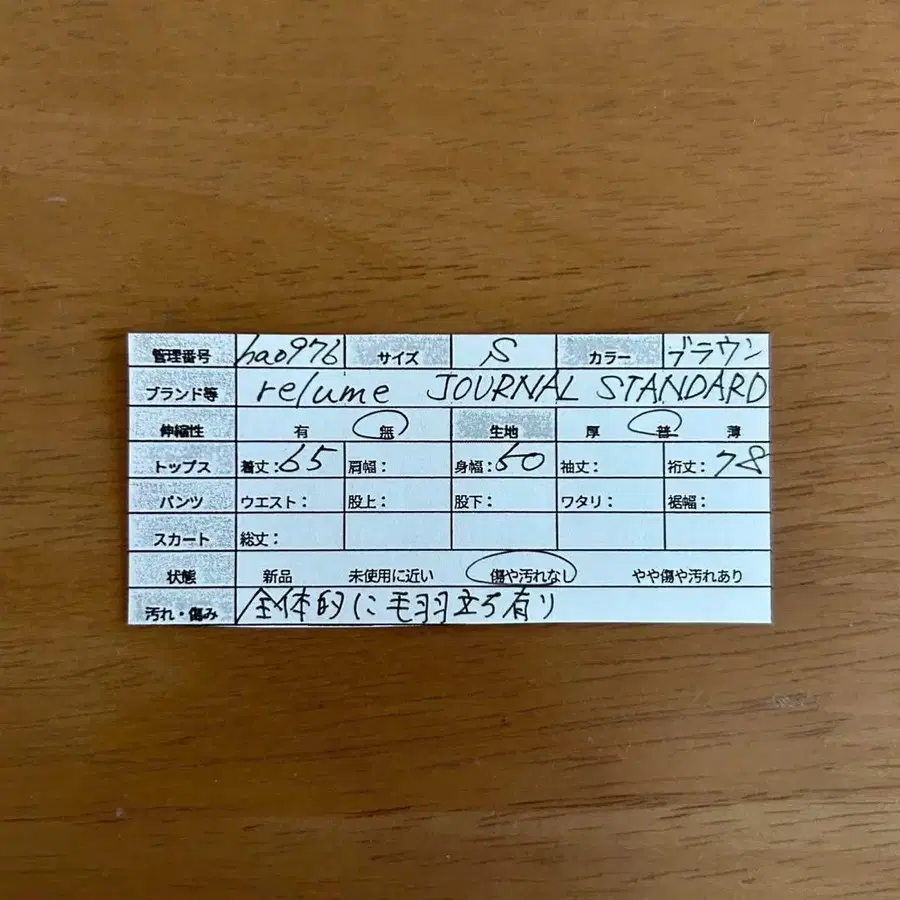 管理番号 hao976 サイズ S カラー ブラウン
ブランド等 relume JOURNAL STANDARD
伸縮性 有 無 生地 厚 普 薄
トップス 着丈:65 肩幅: 身幅:60 袖丈: 裄丈:78
パンツ ウエスト: 股上: 股下: ワタリ: 裾幅:
スカート 総丈:
状態 新品 未使用に近い 傷や汚れなし やや傷や汚れあり
汚れ・傷み 全体的に毛羽立ち有り